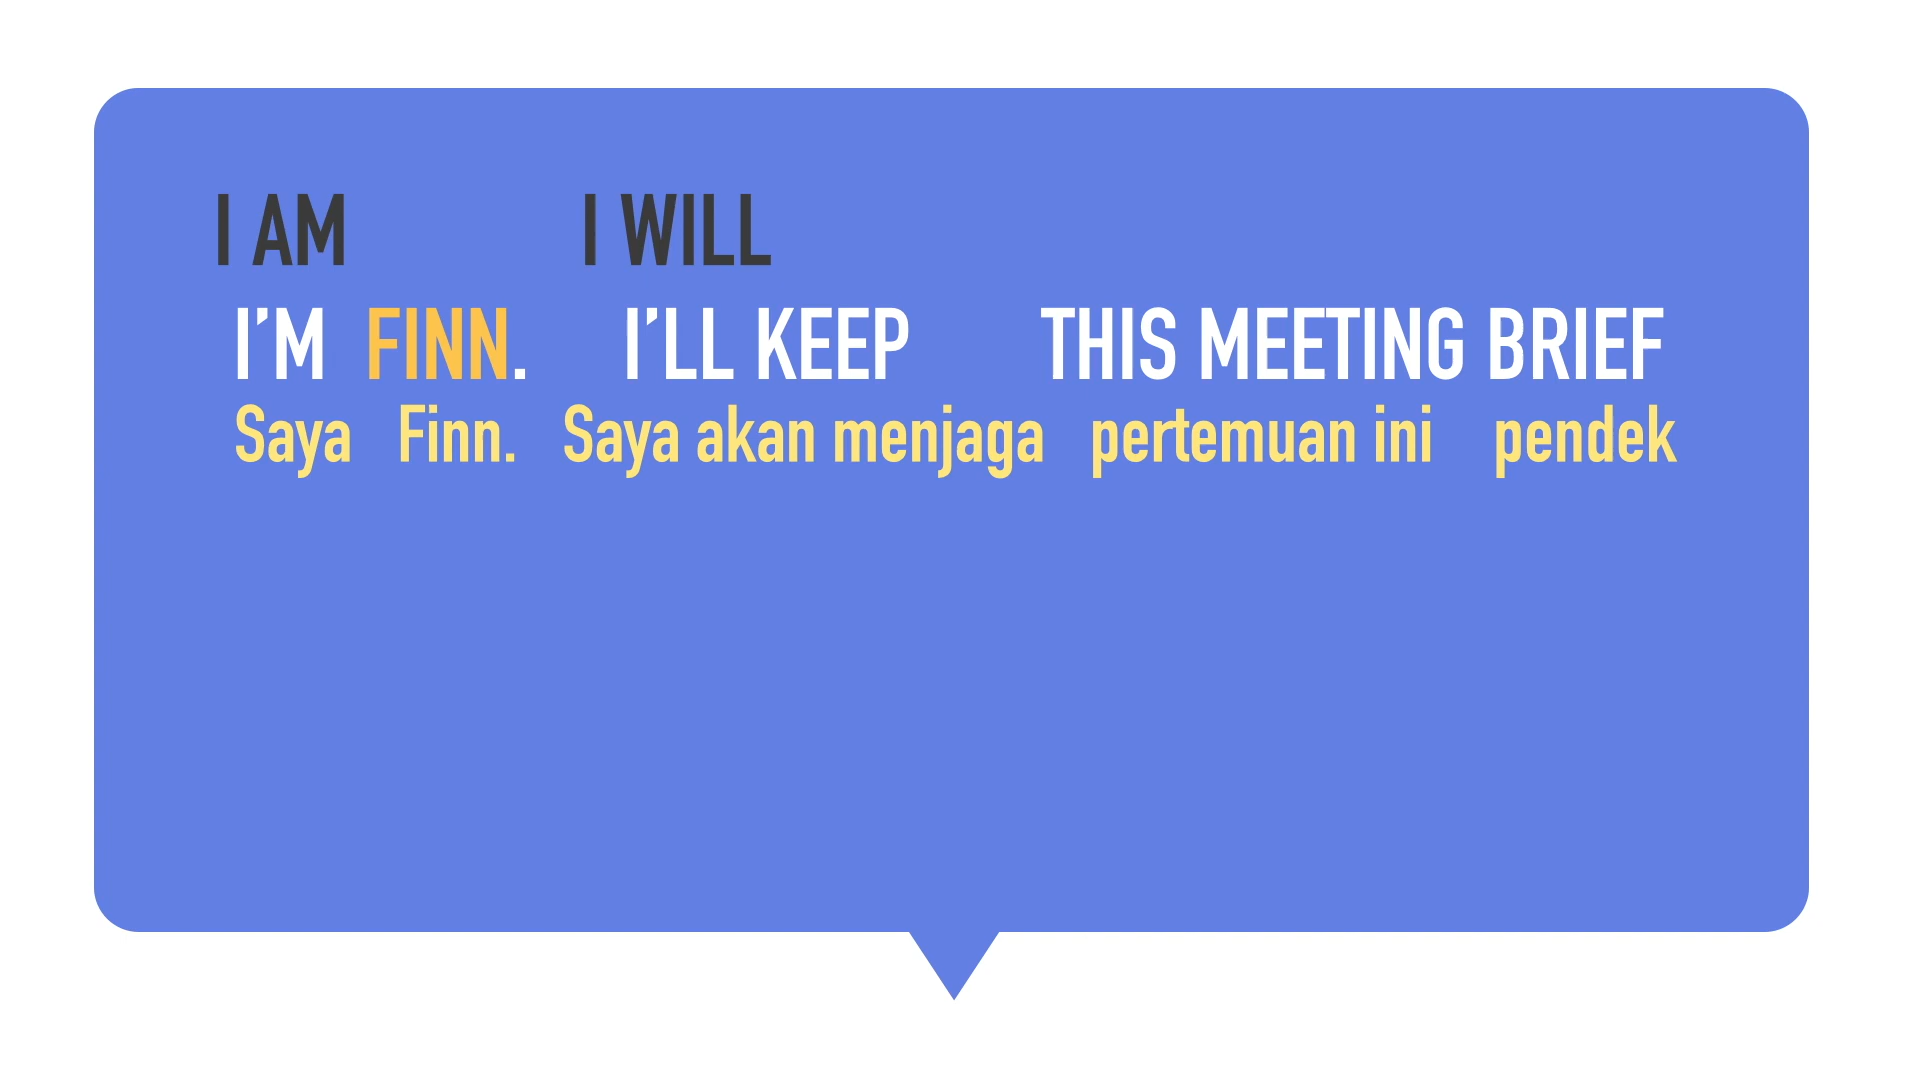 I AM I WILL
I’M FINN. I’LL KEEP THIS MEETING BRIEF
Saya Finn. Saya akan menjaga pertemuan ini pendek